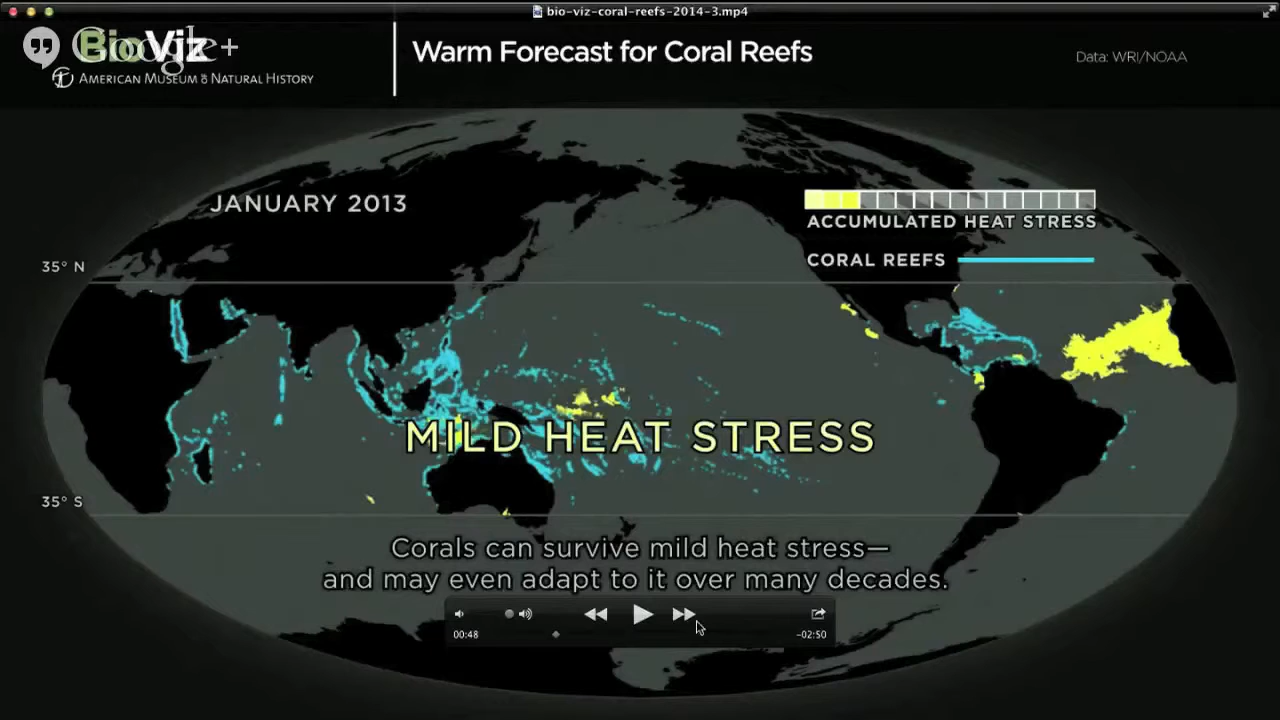 bio-viz-coral-reefs-2014-3.mp4
BioViz
Google+
AMERICAN MUSEUM & NATURAL HISTORY
Warm Forecast for Coral Reefs
Data: WRI/NOAA
JANUARY 2013
ACCUMULATED HEAT STRESS
CORAL REEFS
35° N
MILD HEAT STRESS
35° S
Corals can survive mild heat stress—
and may even adapt to it over many decades.
00:48
-02:50